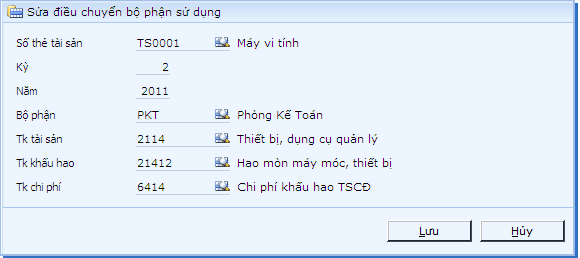 Sửa điều chuyển bộ phận sử dụng
Số thẻ tài sản TS0001 Máy vi tính
Kỳ 2
Năm 2011
Bộ phận PKT Phòng Kế Toán
Tk tài sản 2114 Thiết bị, dụng cụ quản lý
Tk khấu hao 21412 Hao mòn máy móc, thiết bị
Tk chi phí 6414 Chi phí khấu hao TSCĐ
Lưu Hủy